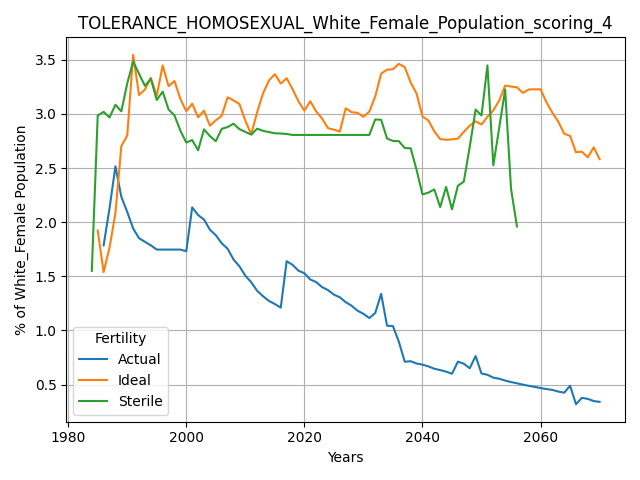 TOLERANCE_HOMOSEXUAL_White_Female_Population_scoring_4
% of White_Female Population
3.5
3.0
2.5
2.0
1.5
1.0
0.5
Fertility
Actual
Ideal
Sterile
1980
2000
2020
2040
2060
Years